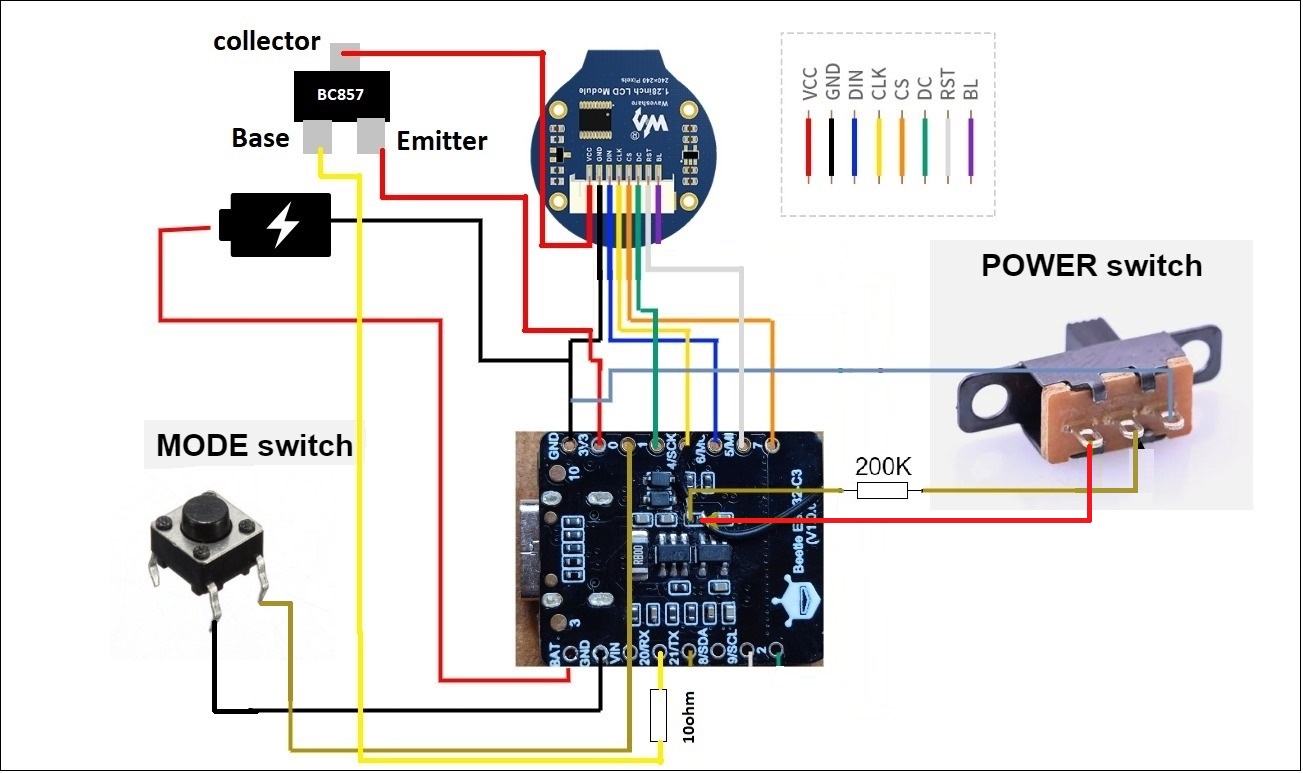 collector
BC857
Base
Emitter
240×240 Pixels
1.28inch LCD Module
Waveshare
®
VCC
GND
DIN
CLK
CS
DC
RST
BL
VCC
GND
DIN
CLK
CS
DC
RST
BL
POWER switch
MODE switch
GND
3V3
0
1
4/SCK
6/MO
5/MI
7
10
200K
R800
Beetle ES 32-C3
(V1.0.
3
BAT
GND
VIN
20/RX
21/TX
8/SDA
9/SCL
2
10ohm